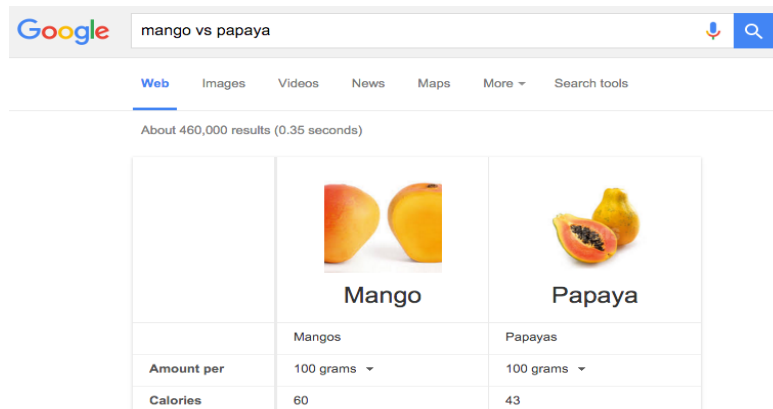 Google mango vs papaya
Web Images Videos News Maps More Search tools
About 460,000 results (0.35 seconds)
Mango Papaya
Mangos Papayas
Amount per 100 grams 100 grams
Calories 60 43